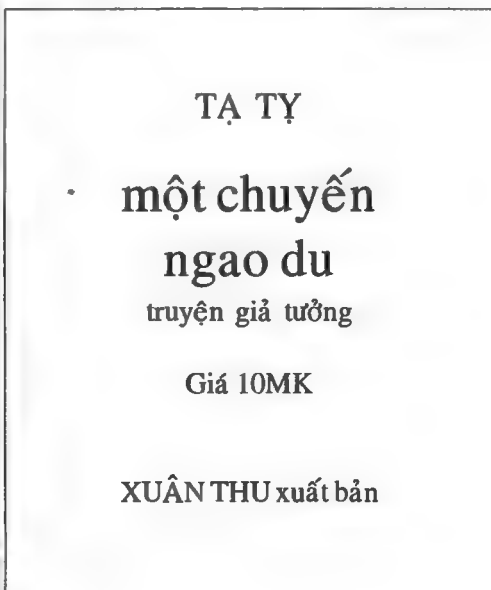 TẠ TỴ
một chuyến
ngao du
truyện giả tưởng
Giá 10MK
XUÂN THU xuất bản